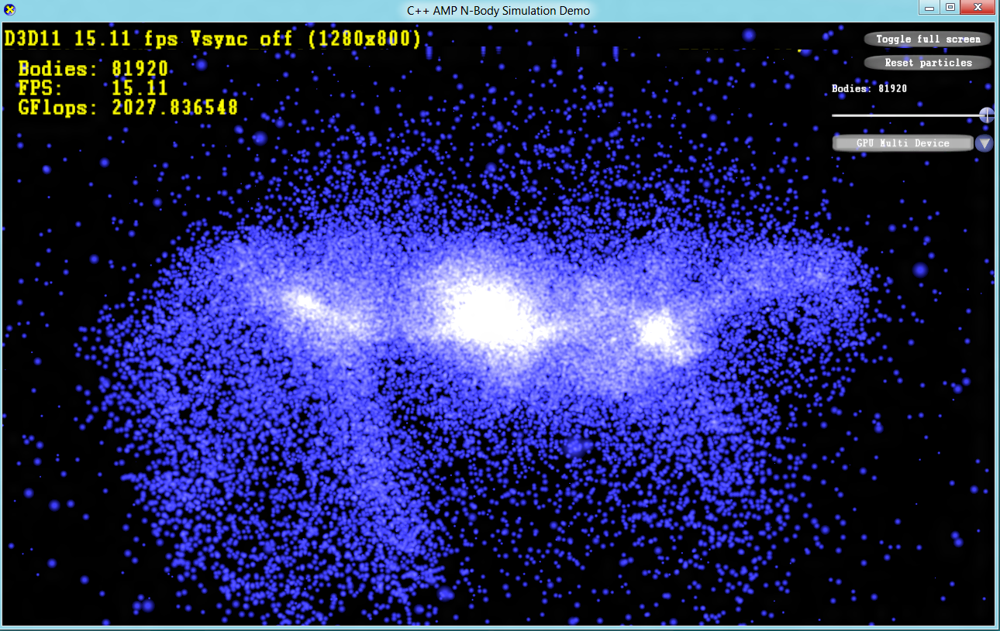 C++ AMP N-Body Simulation Demo
D3D11 15.11 fps Vsync off (1280x800)
Bodies: 81920
FPS: 15.11
GFlops: 2027.836548
Toggle full screen
Reset particles
Bodies: 81920
GPU Multi Device